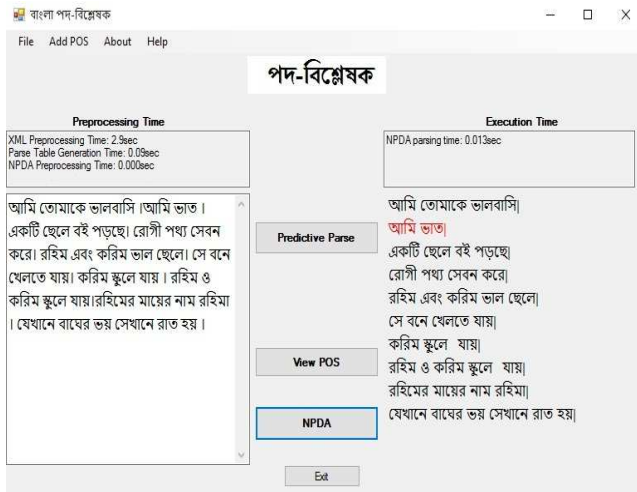 বাংলা পদ-বিশ্লেষক
File Add POS About Help
পদ-বিশ্লেষক
Preprocessing Time
XML Preprocessing Time: 2.9sec
Parse Table Generation Time: 0.09sec
NPDA Preprocessing Time: 0.000sec
Execution Time
NPDA parsing time: 0.013sec
আমি তোমাকে ভালবাসি ।আমি ভাত ।
একটি ছেলে বই পড়ছে। রোগী পথ্য সেবন
করে। রহিম এবং করিম ভাল ছেলে। সে বনে
খেলতে যায়। করিম স্কুলে যায় । রহিম ও
করিম স্কুলে যায়।রহিমের মায়ের নাম রহিমা
। যেখানে বাঘের ভয় সেখানে রাত হয় ।
Predictive Parse
View POS
NPDA
Exit
আমি তোমাকে ভালবাসি|
আমি ভাত|
একটি ছেলে বই পড়ছে|
রোগী পথ্য সেবন করে|
রহিম এবং করিম ভাল ছেলে|
সে বনে খেলতে যায়|
করিম স্কুলে যায়|
রহিম ও করিম স্কুলে যায়|
রহিমের মায়ের নাম রহিমা|
যেখানে বাঘের ভয় সেখানে রাত হয়|